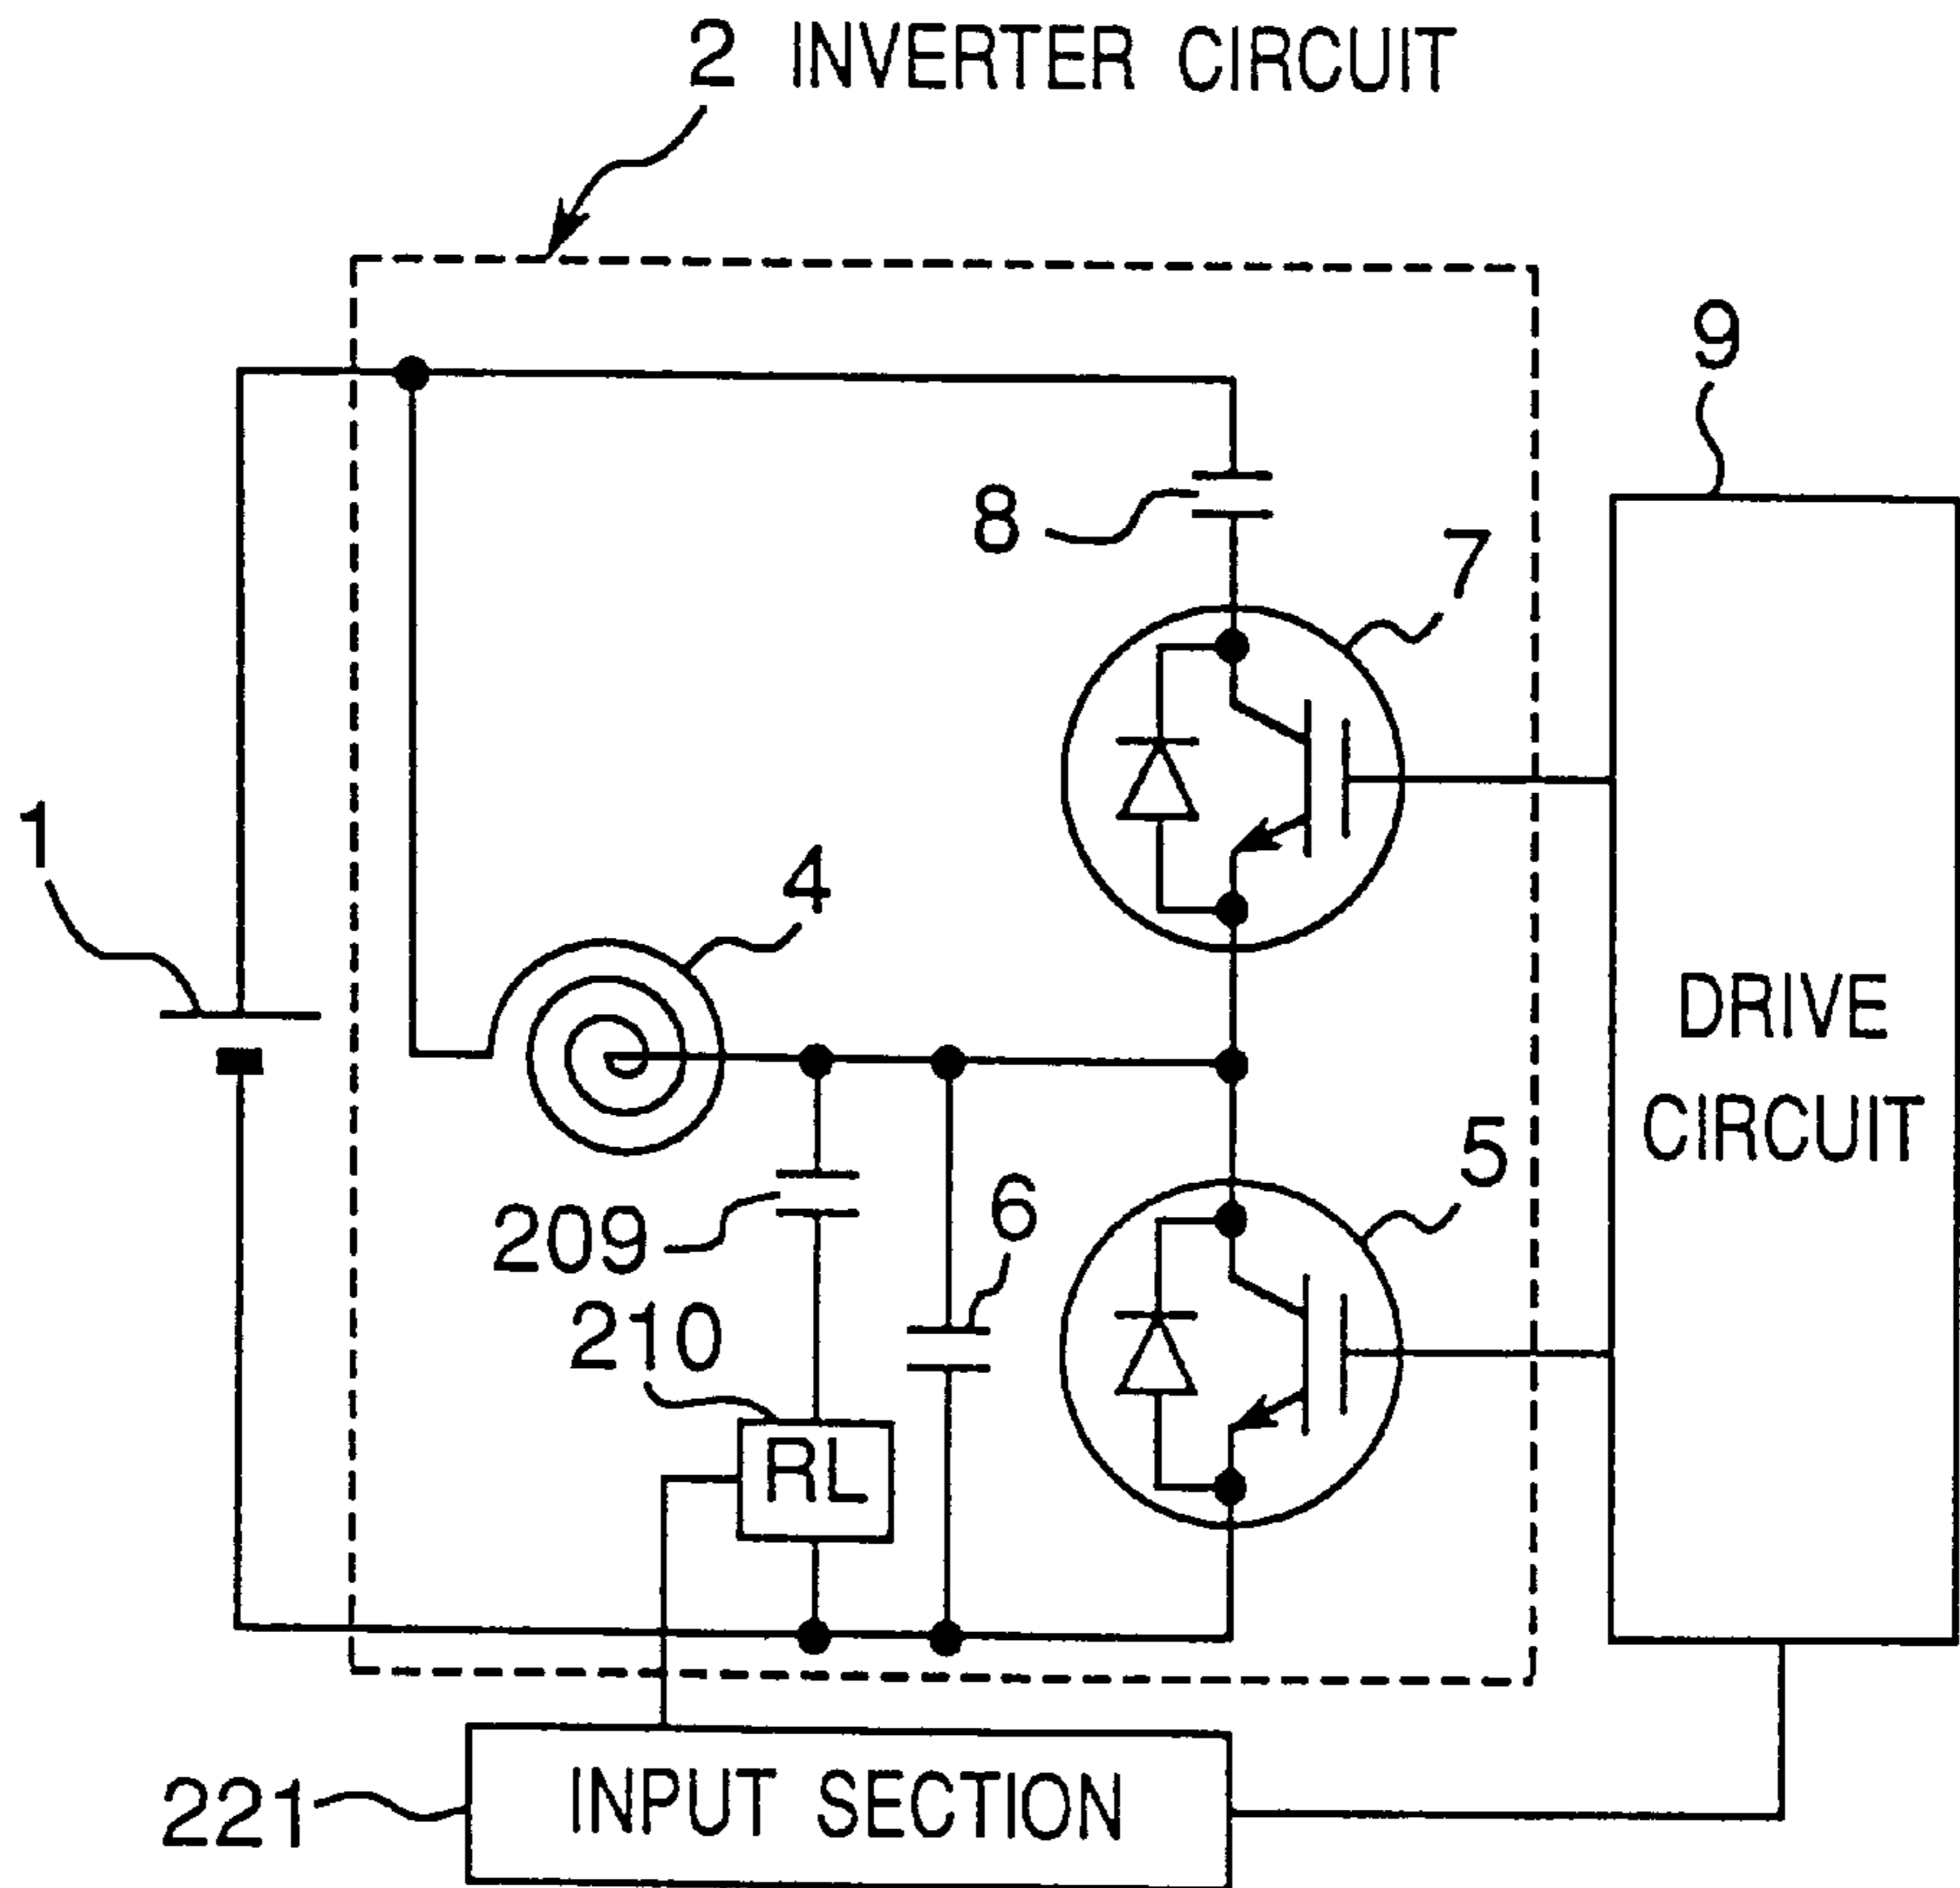 2 INVERTER CIRCUIT
9
8
7
1
4
DRIVE
CIRCUIT
5
6
209
210
RL
221
INPUT SECTION